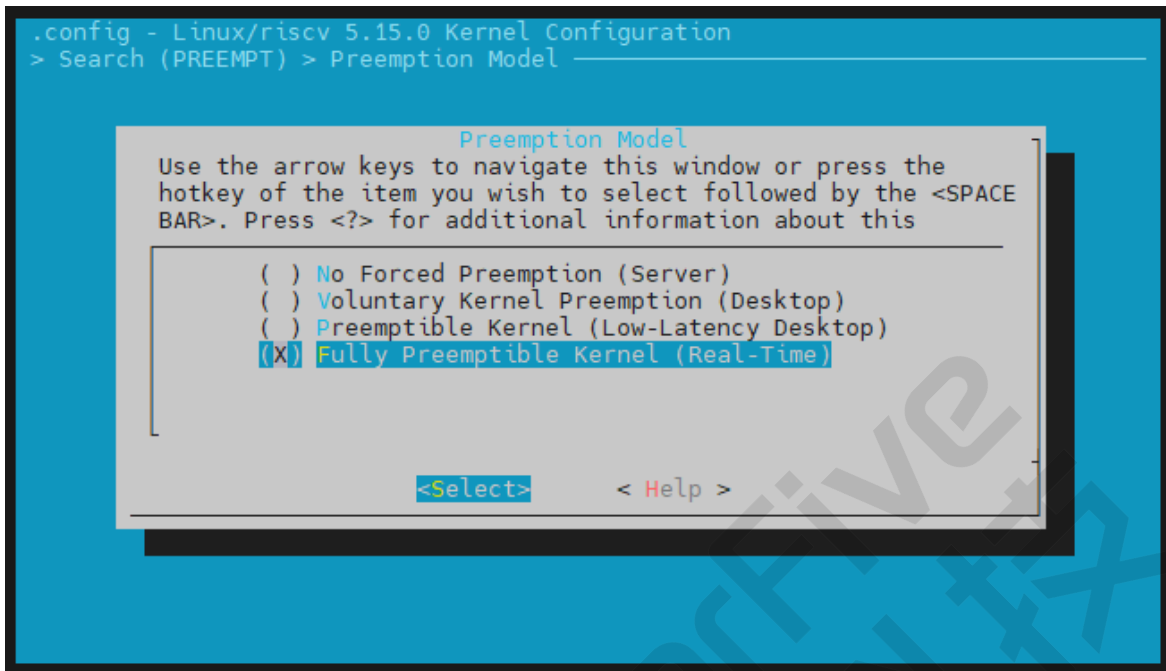 .config - Linux/riscv 5.15.0 Kernel Configuration
> Search (PREEMPT) > Preemption Model
Preemption Model
Use the arrow keys to navigate this window or press the
hotkey of the item you wish to select followed by the <SPACE
BAR>. Press <?> for additional information about this
( ) No Forced Preemption (Server)
( ) Voluntary Kernel Preemption (Desktop)
( ) Preemptible Kernel (Low-Latency Desktop)
(X) Fully Preemptible Kernel (Real-Time)
<Select> < Help >